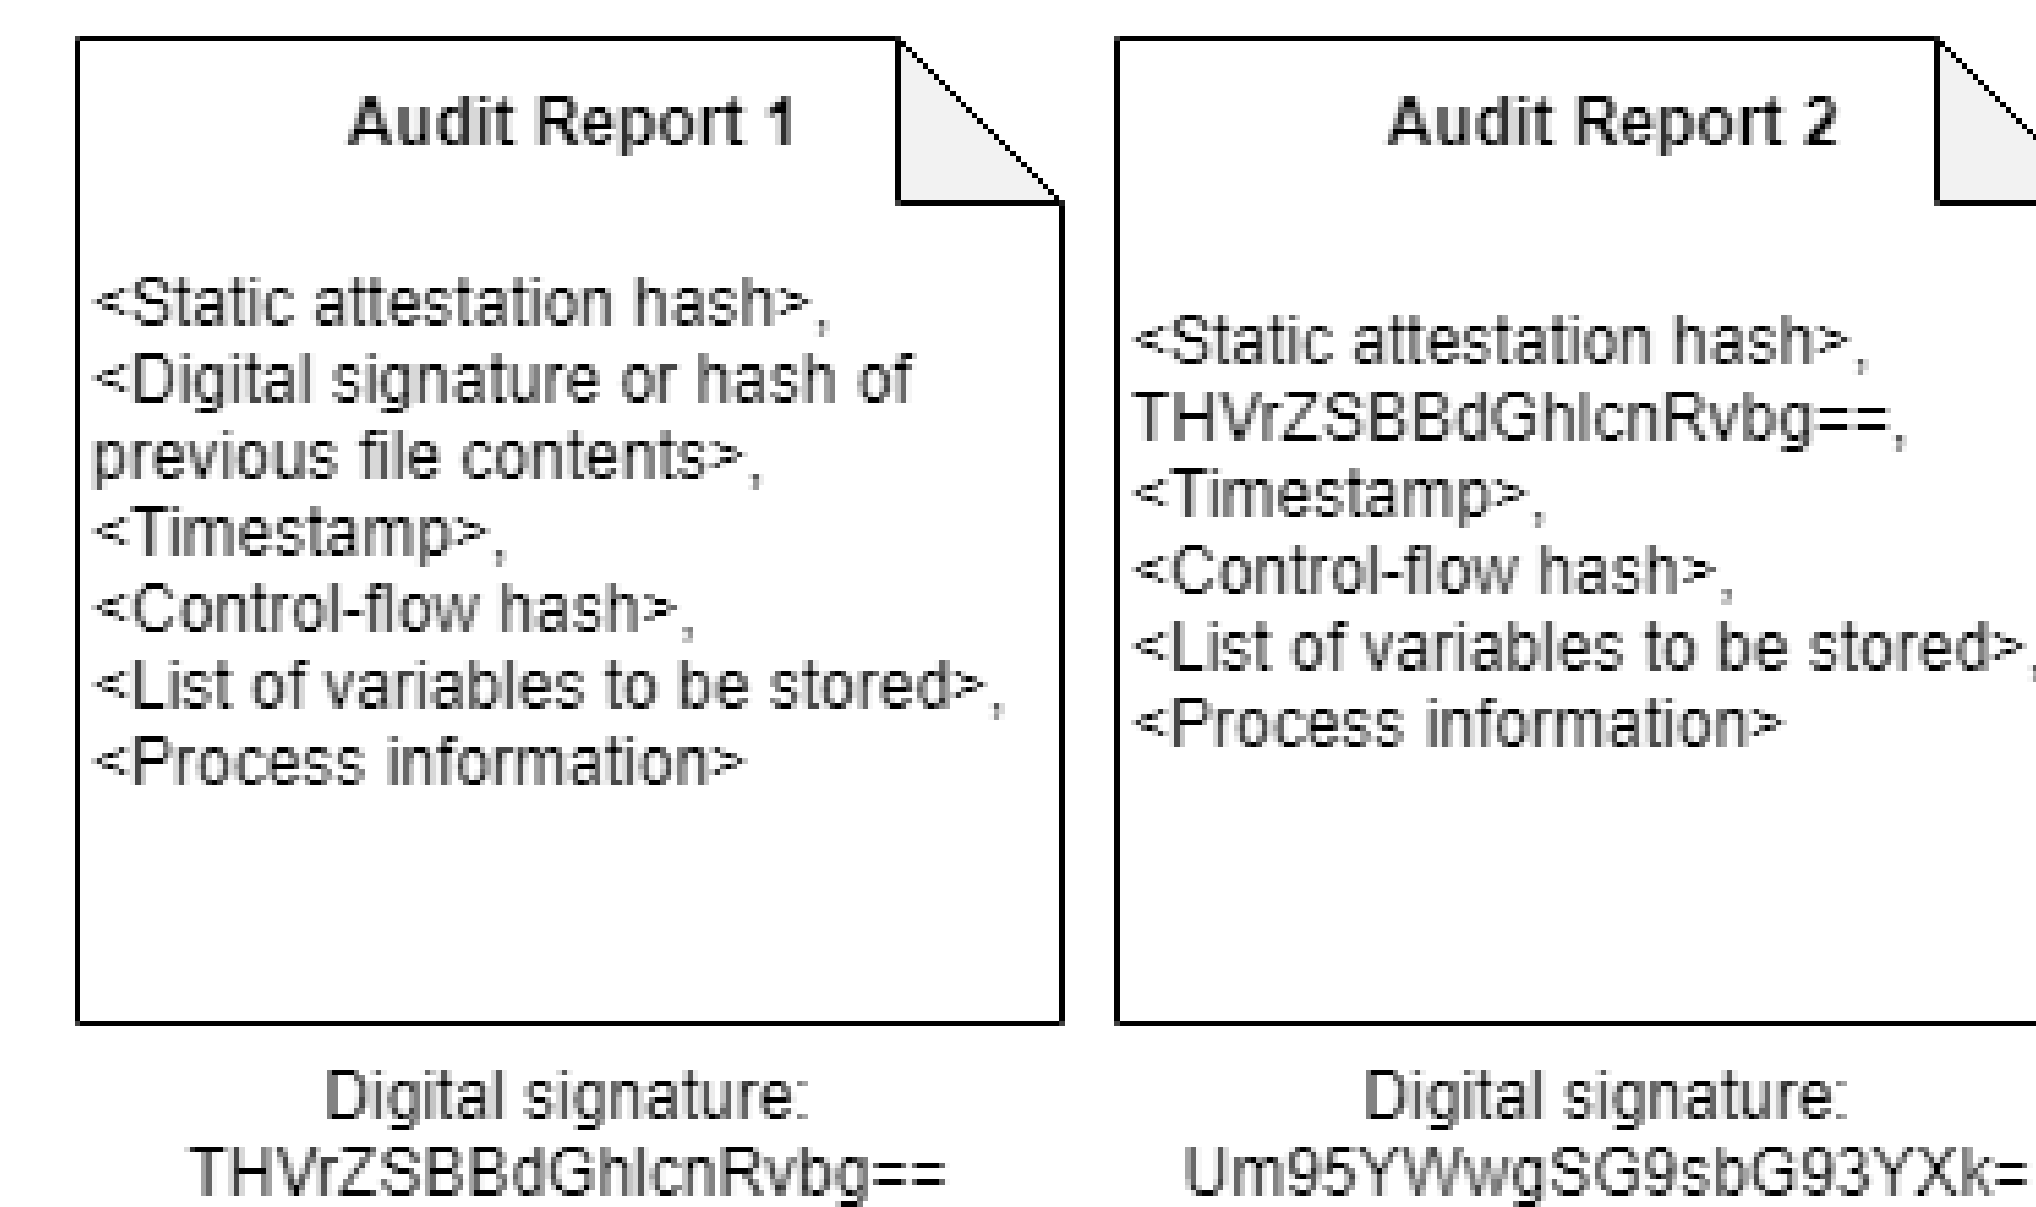 Audit Report 1
<Static attestation hash>,
<Digital signature or hash of
previous file contents>,
<Timestamp>,
<Control-flow hash>,
<List of variables to be stored>,
<Process information>
Digital signature:
THVrZSBBdGhlcnRvbg==
Audit Report 2
<Static attestation hash>,
THVrZSBBdGhlcnRvbg==,
<Timestamp>,
<Control-flow hash>,
<List of variables to be stored>,
<Process information>
Digital signature:
Um95YWwgSG9sbG93YXk=